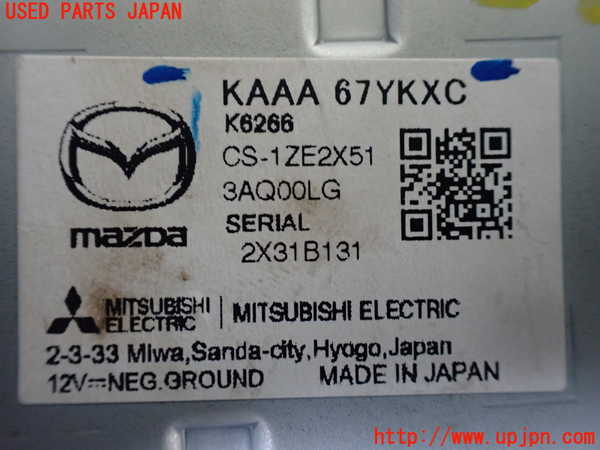 USED PARTS JAPAN
KAAA 67YKXC
K6266
CS-1ZE2X51
3AQ00LG
SERIAL
2X31B131
mazda
MITSUBISHI ELECTRIC
MITSUBISHI ELECTRIC
2-3-33 Miwa,Sanda-city,Hyogo,Japan
12V⎓NEG.GROUND MADE IN JAPAN
http://www.upjpn.com